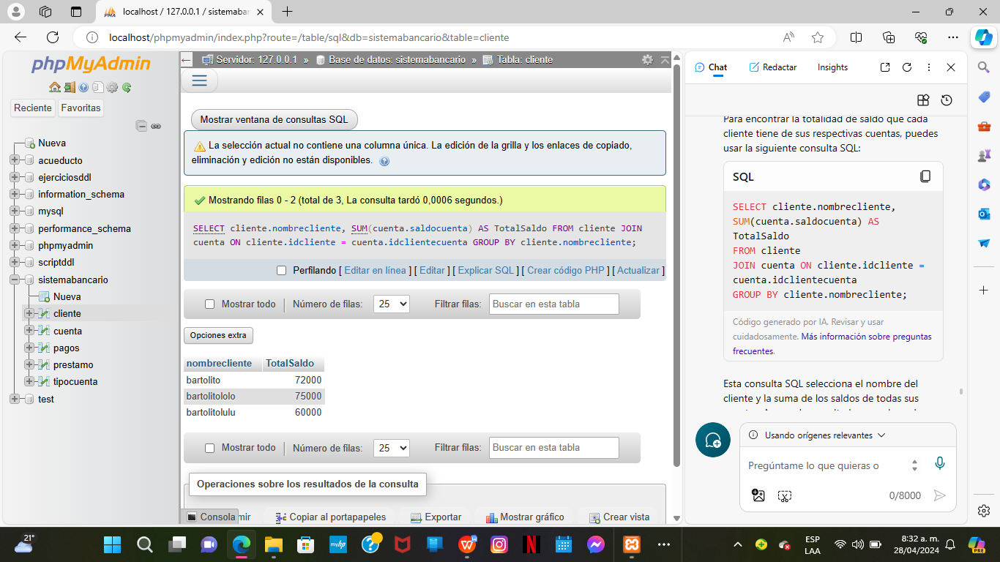 localhost / 127.0.0.1 / sistemabar
localhost/phpmyadmin/index.php?route=/table/sql&db=sistemabancario&table=cliente
phpMyAdmin
Reciente
Favoritas
Nueva
acueducto
ejerciciosddl
information_schema
mysql
performance_schema
phpmyadmin
scriptddl
sistemabancario
Nueva
cliente
cuenta
pagos
prestamo
tipocuenta
test
Servidor: 127.0.0.1 » Base de datos: sistemabancario » Tabla: cliente
Mostrar ventana de consultas SQL
La selección actual no contiene una columna única. La edición de la grilla y los enlaces de copiado,
eliminación y edición no están disponibles.
Mostrando filas 0 - 2 (total de 3, La consulta tardó 0,0006 segundos.)
SELECT cliente.nombrecliente, SUM(cuenta.saldocuenta) AS TotalSaldo FROM cliente JOIN
cuenta ON cliente.idcliente = cuenta.idclientecuenta GROUP BY cliente.nombrecliente;
Perfilando [ Editar en línea ] [ Editar ] [ Explicar SQL ] [ Crear código PHP ] [ Actualizar ]
Mostrar todo | Número de filas: 25 Filtrar filas: Buscar en esta tabla
Opciones extra
nombrecliente TotalSaldo
bartolito 72000
bartolitololo 75000
bartolitolulu 60000
Mostrar todo | Número de filas: 25 Filtrar filas: Buscar en esta tabla
Operaciones sobre los resultados de la consulta
Consola mir Copiar al portapapeles Exportar Mostrar gráfico Crear vista
Chat Redactar Insights
Para encontrar la totalidad de saldo que cada
cliente tiene de sus respectivas cuentas, puedes
usar la siguiente consulta SQL:
SQL
SELECT cliente.nombrecliente,
SUM(cuenta.saldocuenta) AS
TotalSaldo
FROM cliente
JOIN cuenta ON cliente.idcliente =
cuenta.idclientecuenta
GROUP BY cliente.nombrecliente;
Código generado por IA. Revisar y usar
cuidadosamente. Más información sobre preguntas
frecuentes.
Esta consulta SQL selecciona el nombre del
cliente y la suma de los saldos de todas sus
Usando orígenes relevantes
Pregúntame lo que quieras o
0/8000
21°
ESP
LAA
8:32 a. m.
28/04/2024